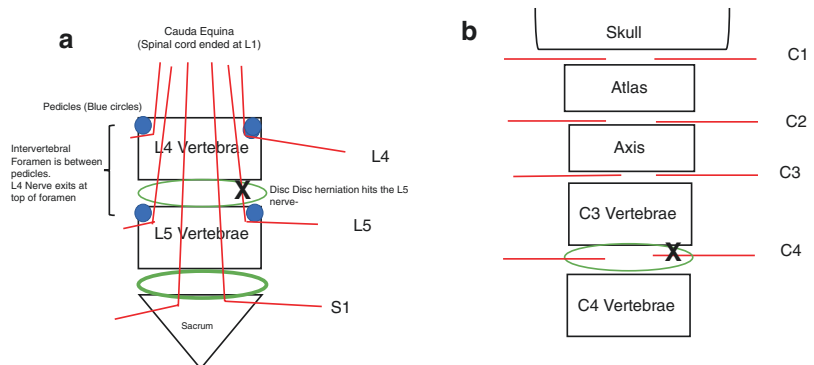 a
Cauda Equina
(Spinal cord ended at L1)
Pedicles (Blue circles)
Intervertebral
Foramen is between
pedicles.
L4 Nerve exits at
top of foramen
L4 Vertebrae
L4
X
Disc Disc herniation hits the L5
nerve-
L5 Vertebrae
L5
S1
Sacrum
b
Skull
C1
Atlas
C2
Axis
C3
C3 Vertebrae
X
C4
C4 Vertebrae